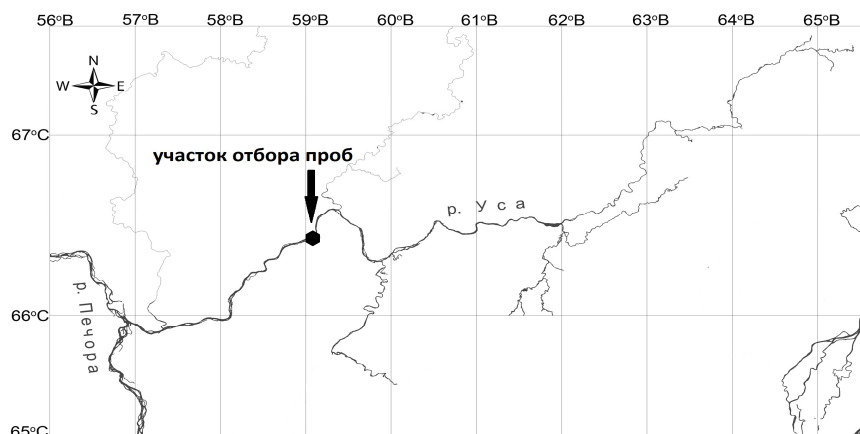 56°В 57°В 58°В 59°В 60°В 61°В 62°В 63°В 64°В 65°В
N
W E
S
67°С
участок отбора проб
р. Уса
66°С
р. Печора
65°С